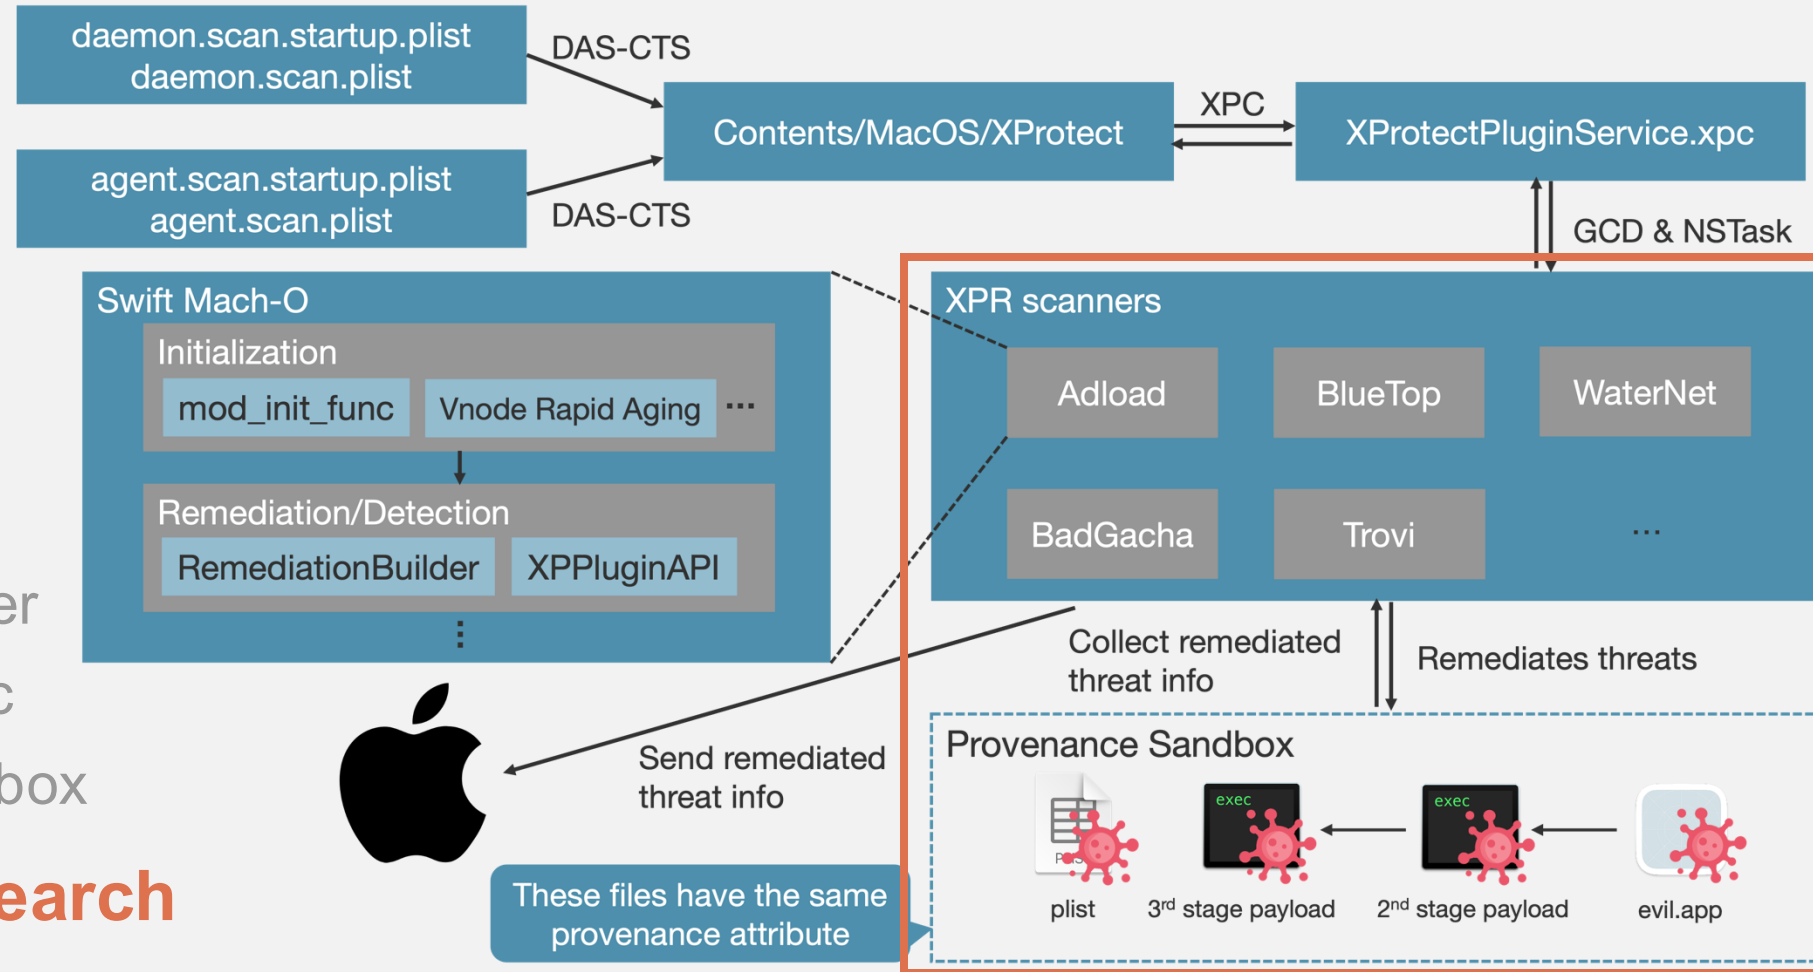 daemon.scan.startup.plist
daemon.scan.plist
DAS-CTS
agent.scan.startup.plist
agent.scan.plist
DAS-CTS
Contents/MacOS/XProtect
XPC
XProtectPluginService.xpc
GCD & NSTask
Swift Mach-O
Initialization
mod_init_func
Vnode Rapid Aging
...
Remediation/Detection
RemediationBuilder
XPPluginAPI
XPR scanners
Adload
BlueTop
WaterNet
BadGacha
Trovi
...
Collect remediated
threat info
Remediates threats
Send remediated
threat info
Provenance Sandbox
exec
exec
plist
3rd stage payload
2nd stage payload
evil.app
These files have the same
provenance attribute
er
c
box
earch